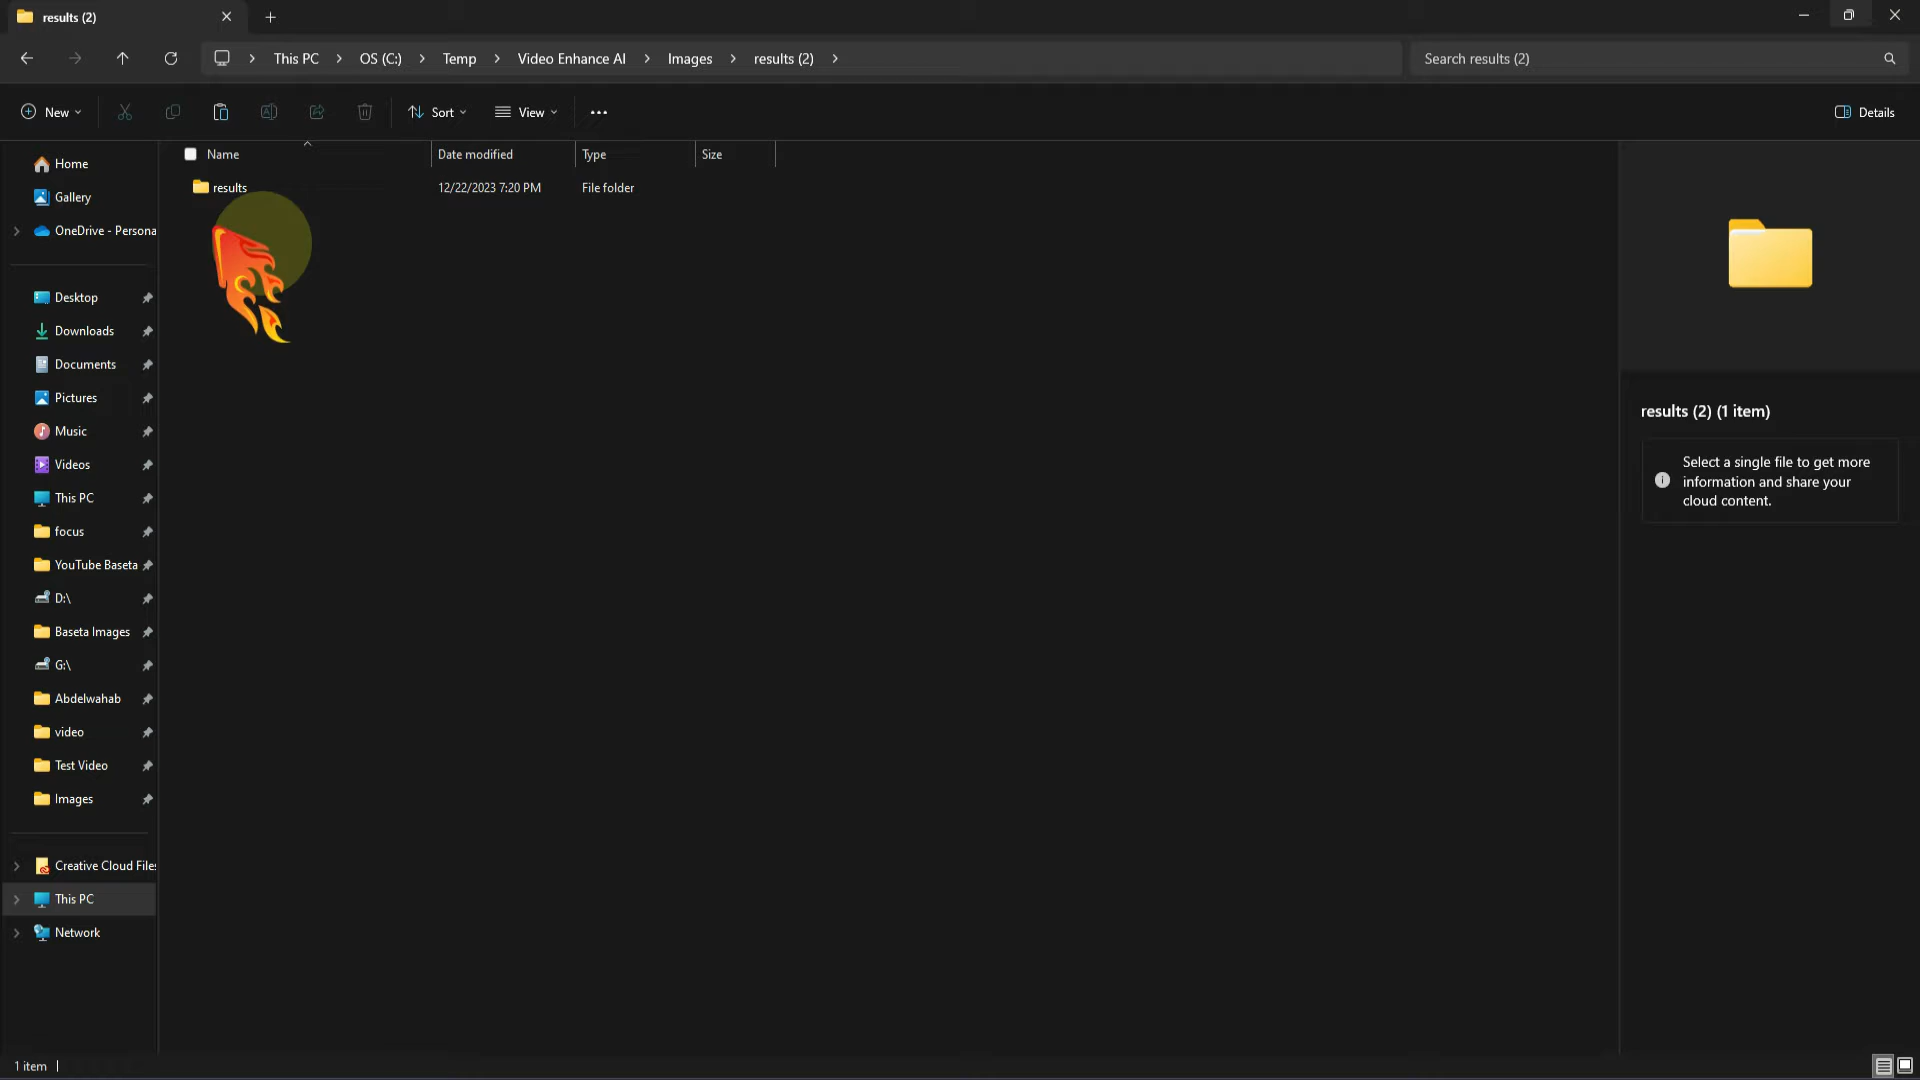 results (2)
This PC
OS (C:)
Temp
Video Enhance AI
Images
results (2)
Search results (2)
New
Sort
View
Details
Home
Gallery
OneDrive - Persona
Desktop
Downloads
Documents
Pictures
Music
Videos
This PC
focus
YouTube Baseta
D:\
Baseta Images
G:\
Abdelwahab
video
Test Video
Images
Creative Cloud Files
This PC
Network
Name Date modified Type Size
results 12/22/2023 7:20 PM File folder
results (2) (1 item)
Select a single file to get more
information and share your
cloud content.
1 item